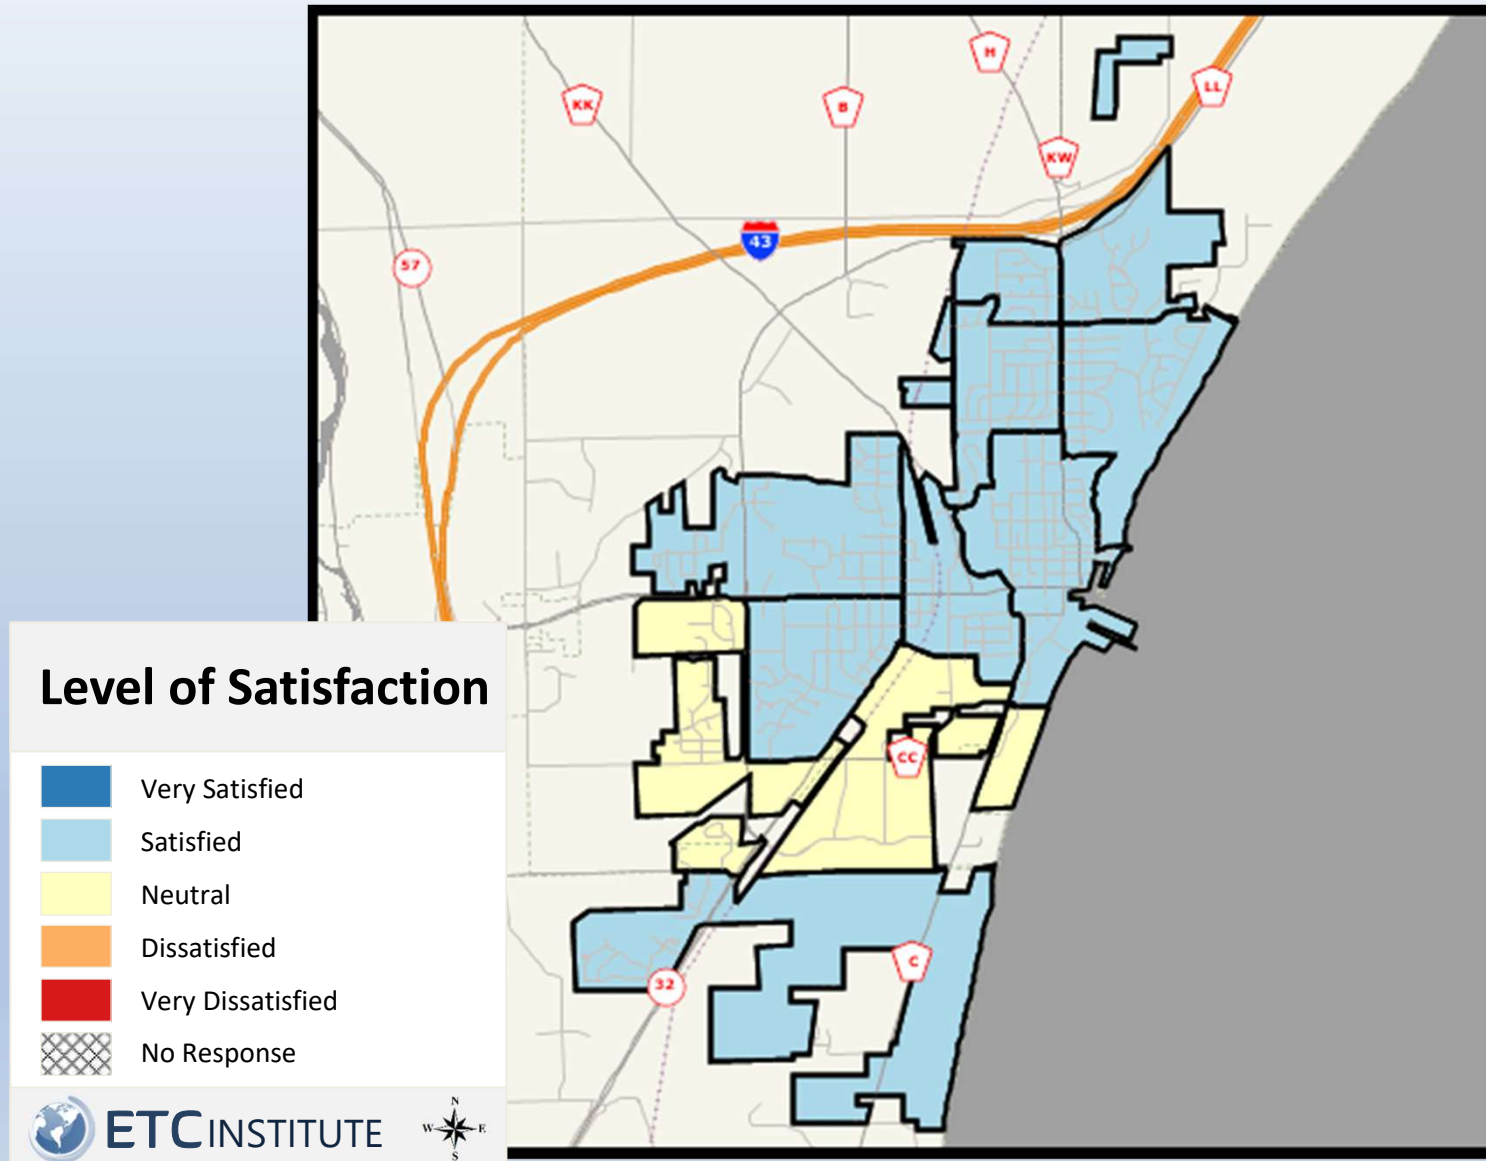 H
KK
B
LL
KW
43
57
CC
C
32
Level of Satisfaction
Very Satisfied
Satisfied
Neutral
Dissatisfied
Very Dissatisfied
No Response
ETC INSTITUTE
N
W E
S